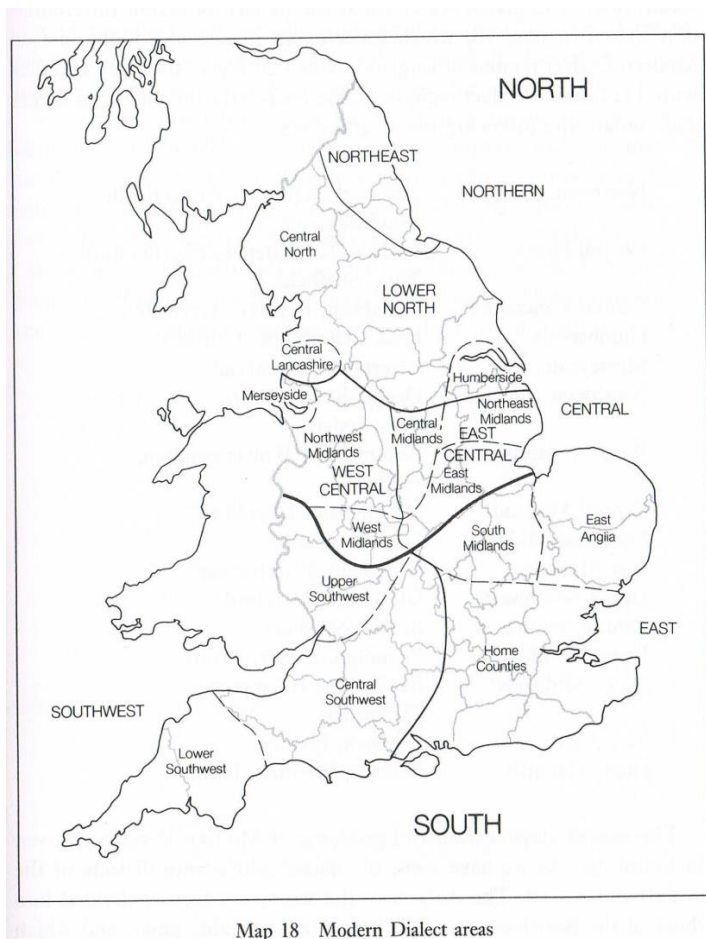 NORTH
NORTHEAST
NORTHERN
Central
North
LOWER
NORTH
Central
Lancashire
Humberside
Merseyside
Northeast
Midlands
CENTRAL
Central
Midlands
Northwest
Midlands
EAST
CENTRAL
WEST
CENTRAL
East
Midlands
West
Midlands
South
Midlands
East
Anglia
Upper
Southwest
EAST
Home
Counties
Central
Southwest
SOUTHWEST
Lower
Southwest
SOUTH
Map 18 Modern Dialect areas